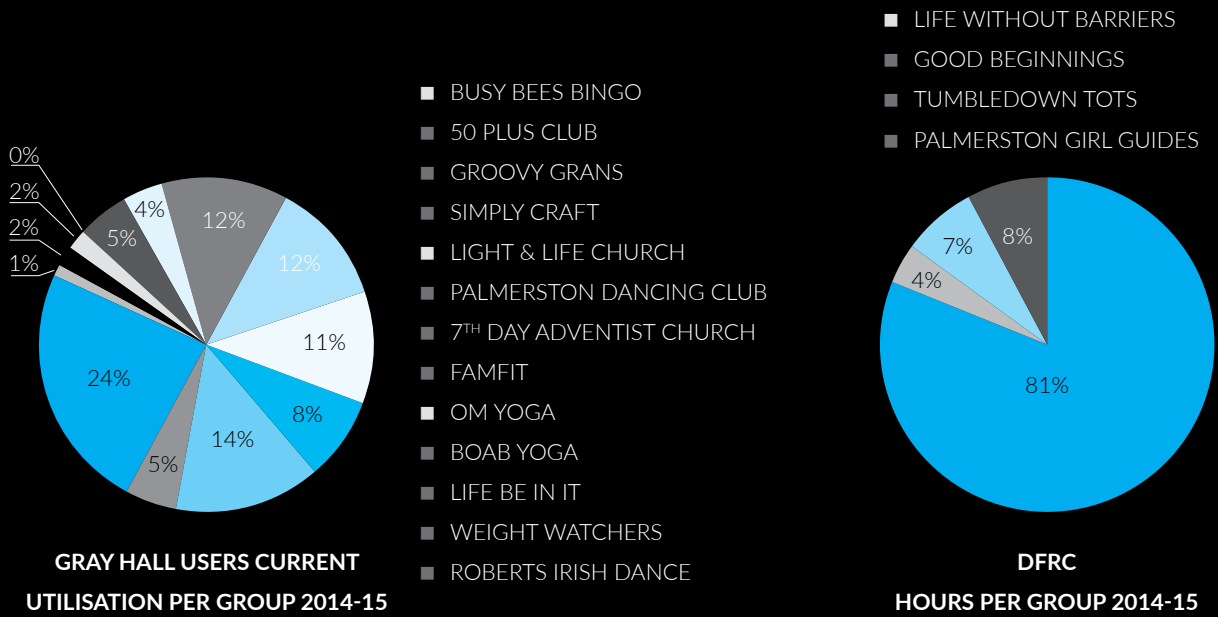 0%
2%
2%
1%
5%
4%
12%
12%
11%
8%
14%
5%
24%
GRAY HALL USERS CURRENT
UTILISATION PER GROUP 2014-15
BUSY BEES BINGO
50 PLUS CLUB
GROOVY GRANS
SIMPLY CRAFT
LIGHT & LIFE CHURCH
PALMERSTON DANCING CLUB
7TH DAY ADVENTIST CHURCH
FAMFIT
OM YOGA
BOAB YOGA
LIFE BE IN IT
WEIGHT WATCHERS
ROBERTS IRISH DANCE
LIFE WITHOUT BARRIERS
GOOD BEGINNINGS
TUMBLEDOWN TOTS
PALMERSTON GIRL GUIDES
8%
7%
4%
81%
DFRC
HOURS PER GROUP 2014-15